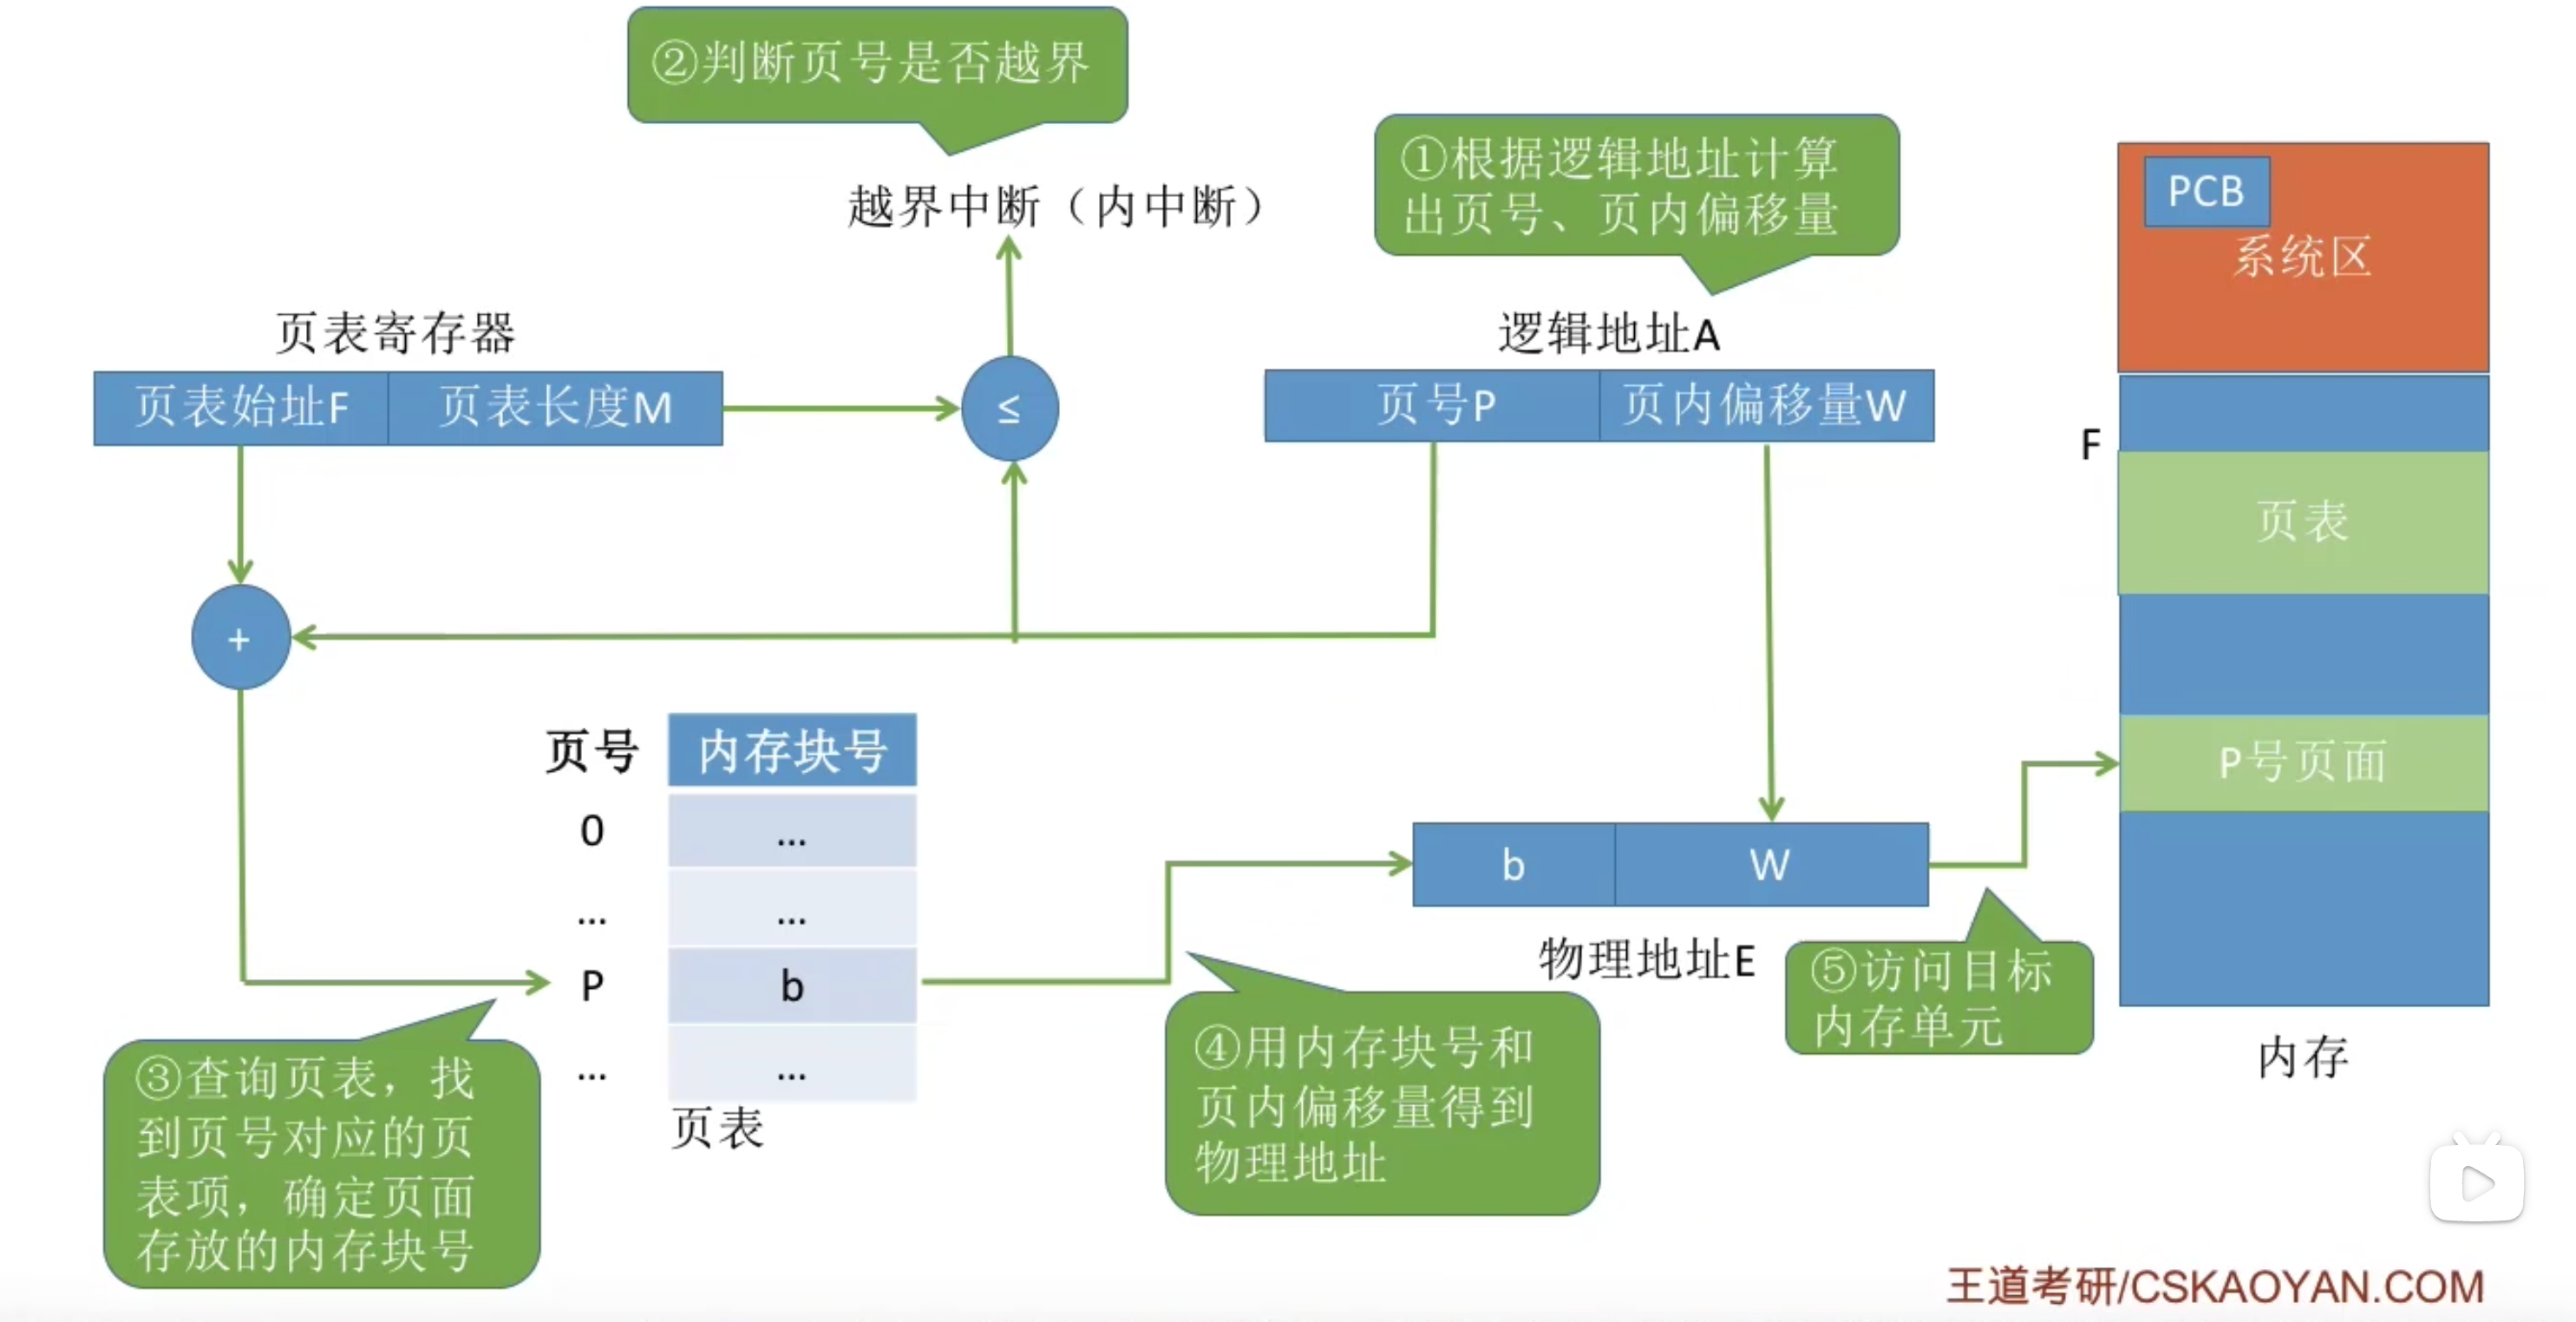 ②判断页号是否越界
①根据逻辑地址计算
出页号、页内偏移量
越界中断（内中断）
PCB
系统区
页表寄存器
逻辑地址A
页表始址F
页表长度M
≤
页号P
页内偏移量W
F
页表
+
页号
内存块号
P号页面
0
...
...
...
b
W
P
b
物理地址E
⑤访问目标
内存单元
④用内存块号和
页内偏移量得到
物理地址
内存
③查询页表，找
到页号对应的页
表项，确定页面
存放的内存块号
...
...
页表
王道考研/CSKAOYAN.COM